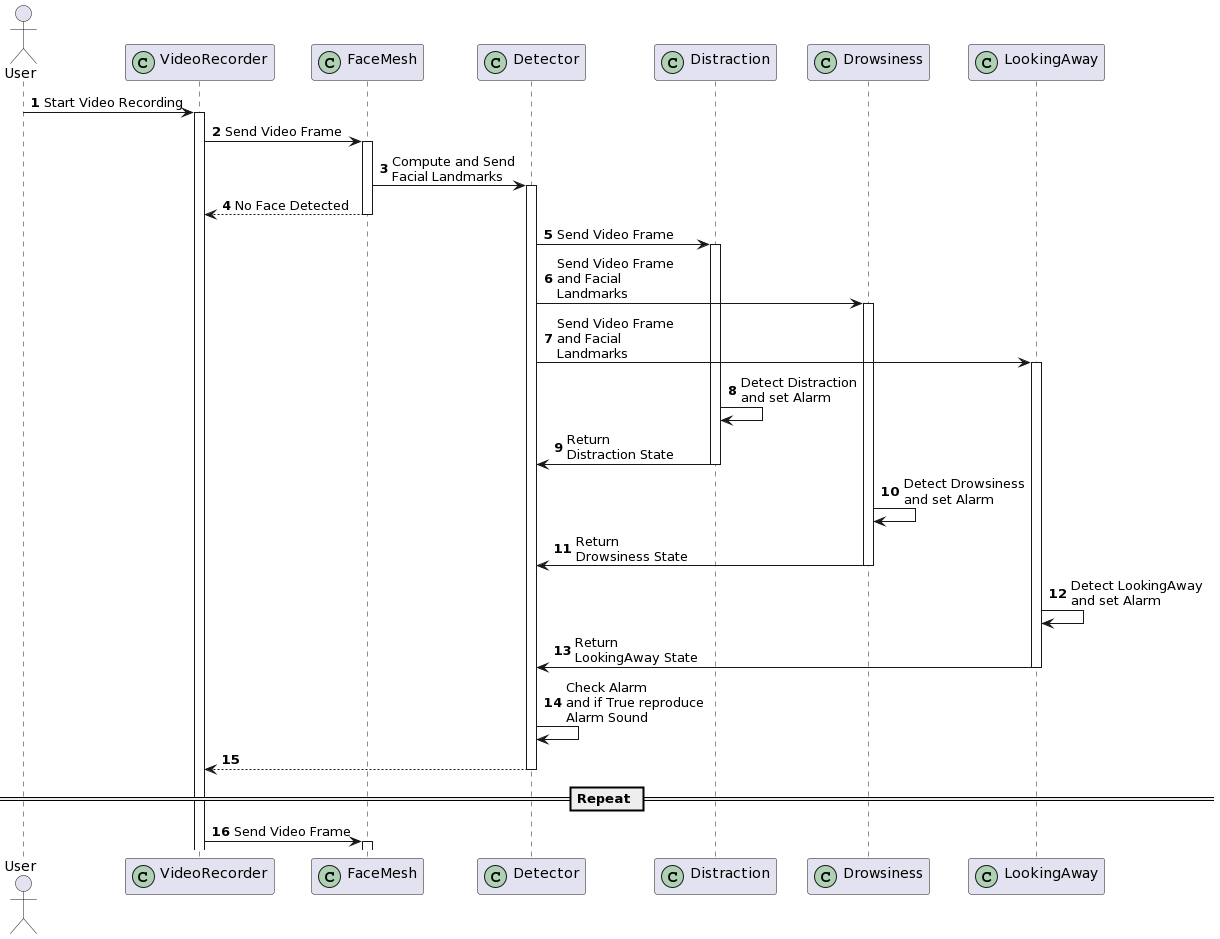 User
C VideoRecorder
C FaceMesh
C Detector
C Distraction
C Drowsiness
C LookingAway
1 Start Video Recording
2 Send Video Frame
3 Compute and Send
Facial Landmarks
4 No Face Detected
5 Send Video Frame
Send Video Frame
6 and Facial
Landmarks
Send Video Frame
7 and Facial
Landmarks
8 Detect Distraction
and set Alarm
9 Return
Distraction State
10 Detect Drowsiness
and set Alarm
11 Return
Drowsiness State
12 Detect LookingAway
and set Alarm
13 Return
LookingAway State
Check Alarm
14 and if True reproduce
Alarm Sound
15
Repeat
16 Send Video Frame
User
C VideoRecorder
C FaceMesh
C Detector
C Distraction
C Drowsiness
C LookingAway